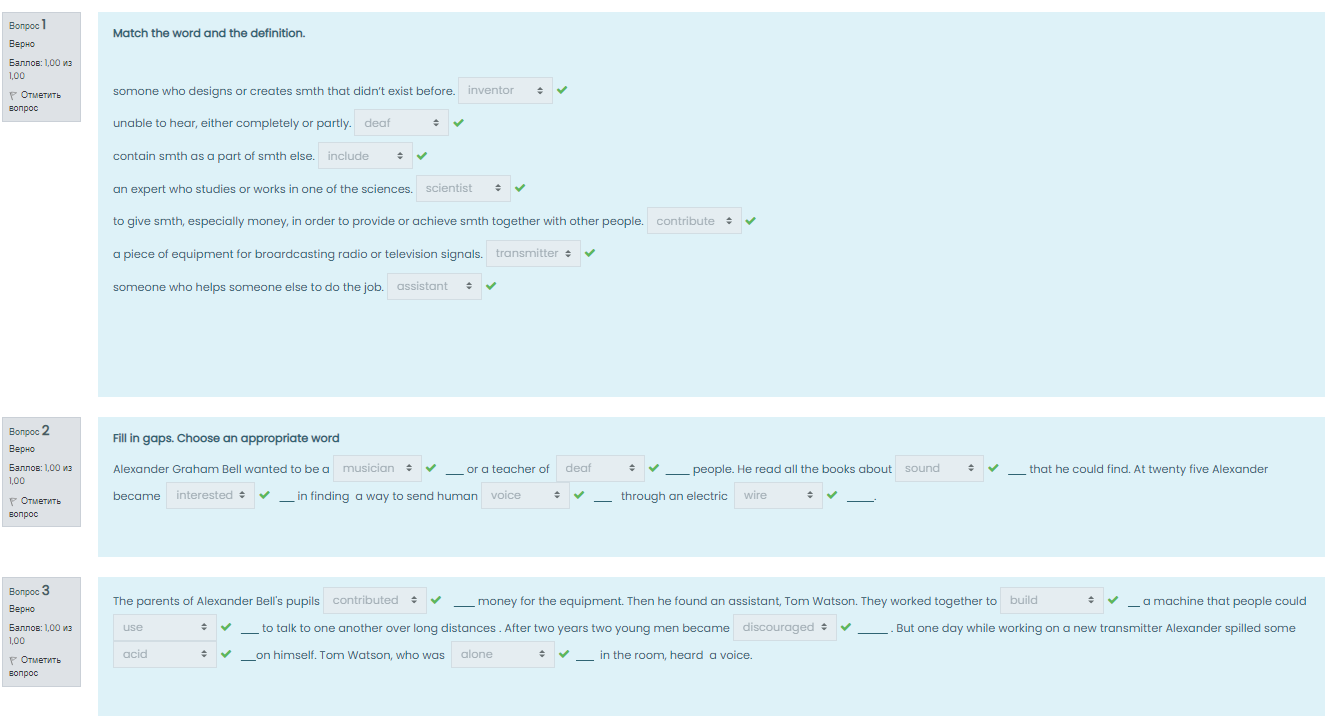 Вопрос 1
Верно
Баллов: 1,00 из
1,00
Отметить
вопрос
Match the word and the definition.
somone who designs or creates smth that didn't exist before. inventor
unable to hear, either completely or partly. deaf
contain smth as a part of smth else. include
an expert who studies or works in one of the sciences. scientist
to give smth, especially money, in order to provide or achieve smth together with other people. contribute
a piece of equipment for broardcasting radio or television signals. transmitter
someone who helps someone else to do the job. assistant
Вопрос 2
Верно
Баллов: 1,00 из
1,00
Отметить
вопрос
Fill in gaps. Choose an appropriate word
Alexander Graham Bell wanted to be a musician ___ or a teacher of deaf ____ people. He read all the books about sound ___ that he could find. At twenty five Alexander
became interested ___ in finding a way to send human voice ___ through an electric wire _____.
Вопрос 3
Верно
Баллов: 1,00 из
1,00
Отметить
вопрос
The parents of Alexander Bell's pupils contributed ____ money for the equipment. Then he found an assistant, Tom Watson. They worked together to build __ a machine that people could
use ___ to talk to one another over long distances . After two years two young men became discouraged _____ . But one day while working on a new transmitter Alexander spilled some
acid ___on himself. Tom Watson, who was alone ___ in the room, heard a voice.